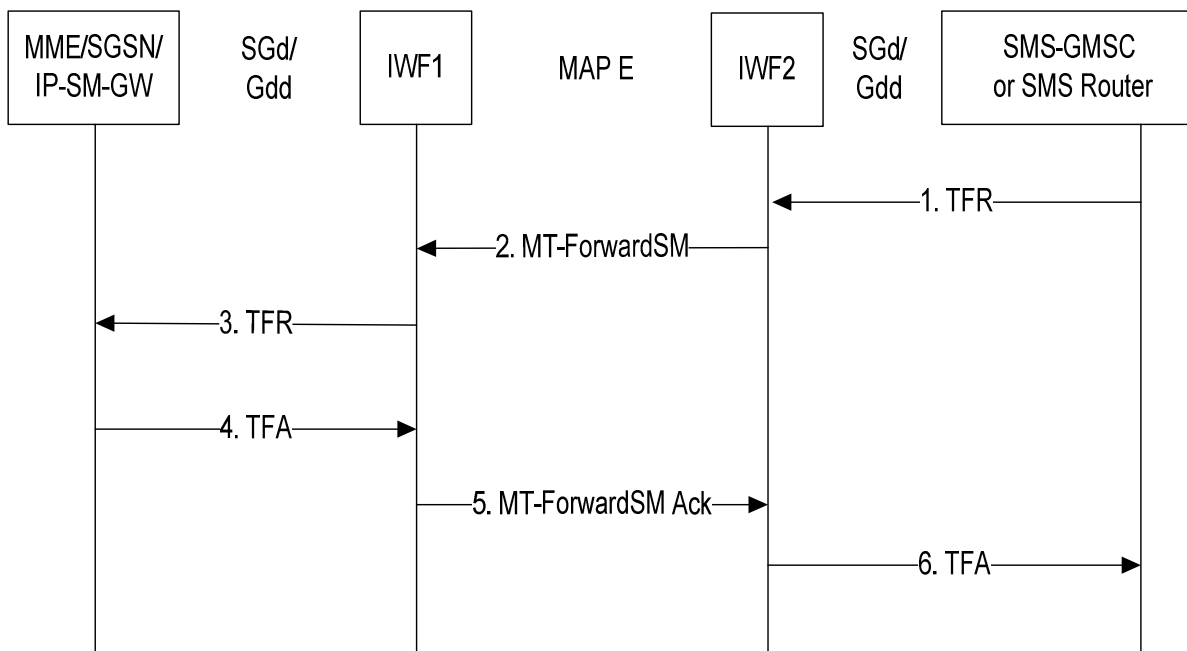 MME/SGSN/
IP-SM-GW
SGd/
Gdd
IWF1
MAP E
IWF2
SGd/
Gdd
SMS-GMSC
or SMS Router
1. TFR
2. MT-ForwardSM
3. TFR
4. TFA
5. MT-ForwardSM Ack
6. TFA